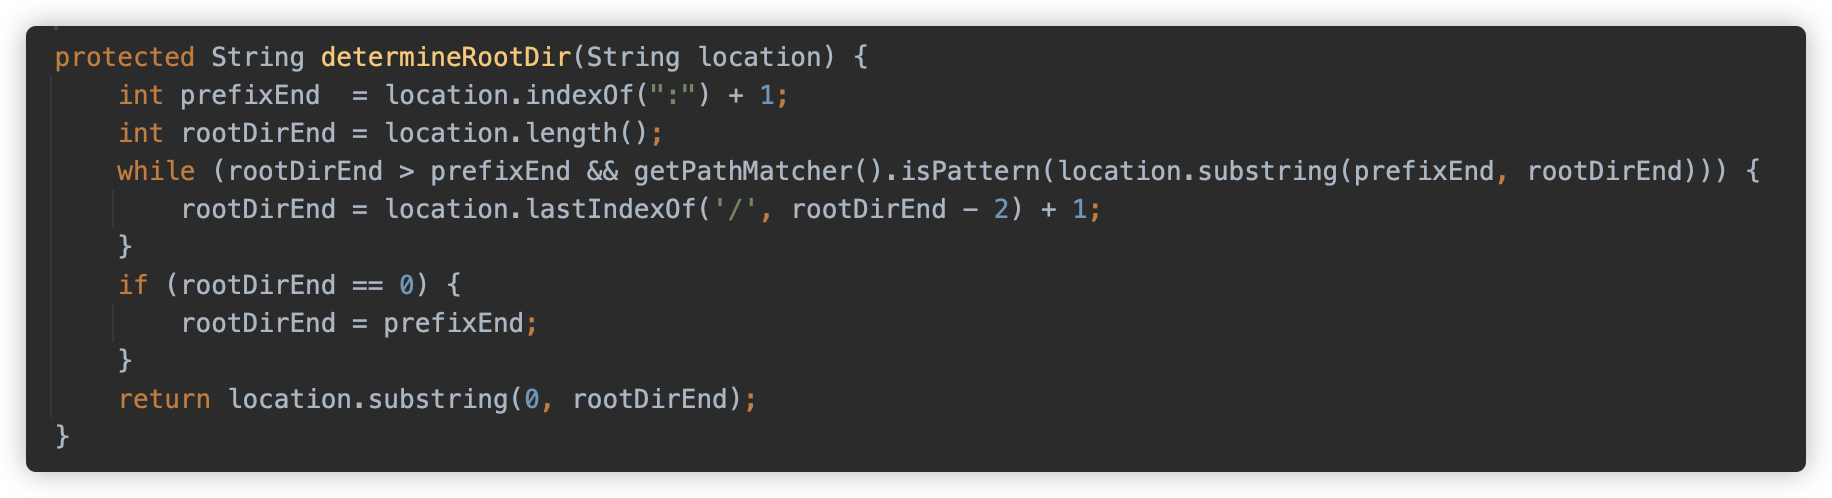 protected String determineRootDir(String location) {
    int prefixEnd  = location.indexOf(":") + 1;
    int rootDirEnd = location.length();
    while (rootDirEnd > prefixEnd && getPathMatcher().isPattern(location.substring(prefixEnd, rootDirEnd))) {
        rootDirEnd = location.lastIndexOf('/', rootDirEnd - 2) + 1;
    }
    if (rootDirEnd == 0) {
        rootDirEnd = prefixEnd;
    }
    return location.substring(0, rootDirEnd);
}